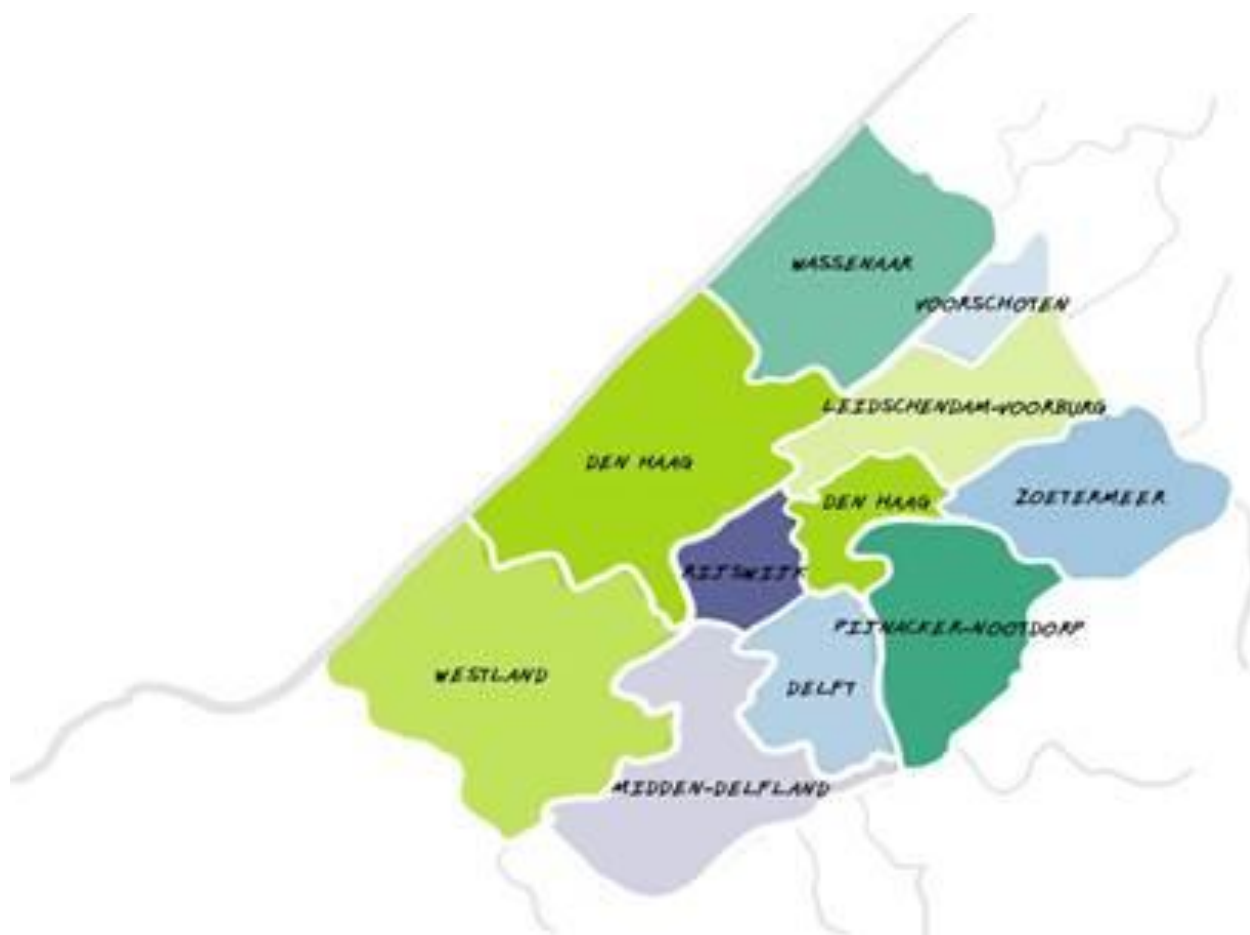 WASSENAAR
VOORSCHOTEN
LEIDSCHENDAM-VOORBURG
DEN HAAG
DEN HAAG
ZOETERMEER
RIJSWIJK
PIJNACKER-NOOTDORP
WESTLAND
DELFT
MIDDEN-DELFLAND